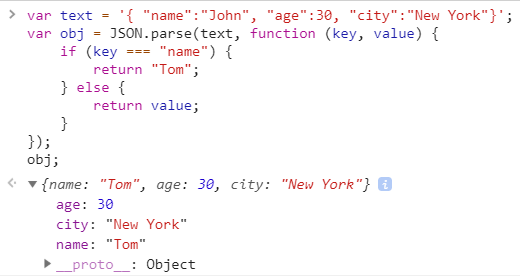 > var text = '{ "name":"John", "age":30, "city":"New York"}';
var obj = JSON.parse(text, function (key, value) {
    if (key === "name") {
        return "Tom";
    } else {
        return value;
    }
});
obj;
▼{name: "Tom", age: 30, city: "New York"} i
age: 30
city: "New York"
name: "Tom"
▶__proto__: Object